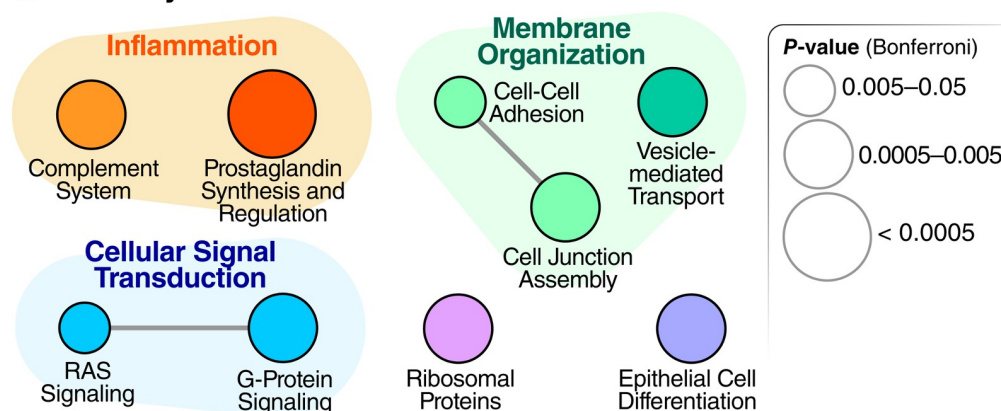 Inflammation
Complement
System
Prostaglandin
Synthesis and
Regulation
Membrane
Organization
Cell-Cell
Adhesion
Vesicle-
mediated
Transport
Cell Junction
Assembly
Cellular Signal
Transduction
RAS
Signaling
G-Protein
Signaling
Ribosomal
Proteins
Epithelial Cell
Differentiation
P-value (Bonferroni)
0.005–0.05
0.0005–0.005
< 0.0005